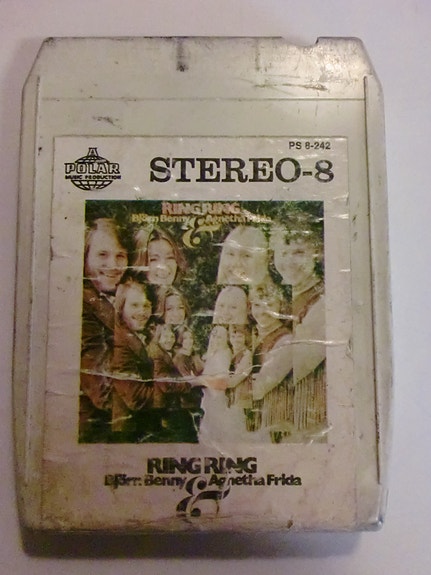 PS 8-242
A
POLAR
MUSIC PRODUCTION
STEREO-8
RING RING
Björn Benny & Agnetha Frida
RING RING
Björn Benny & Agnetha Frida